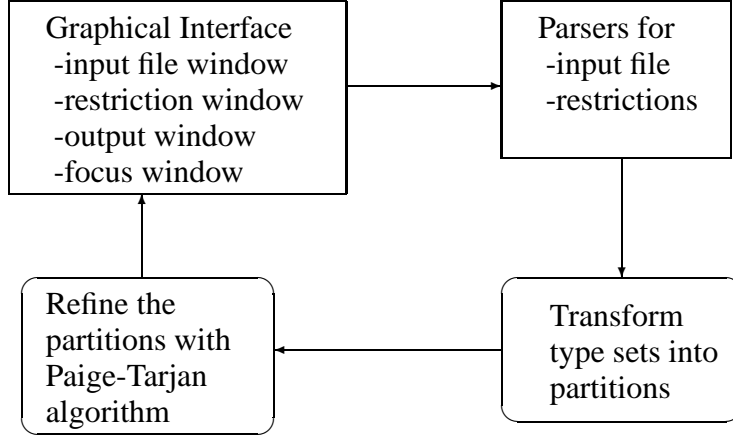 Graphical Interface
-input file window
-restriction window
-output window
-focus window
Parsers for
-input file
-restrictions
Refine the
partitions with
Paige-Tarjan
algorithm
Transform
type sets into
partitions